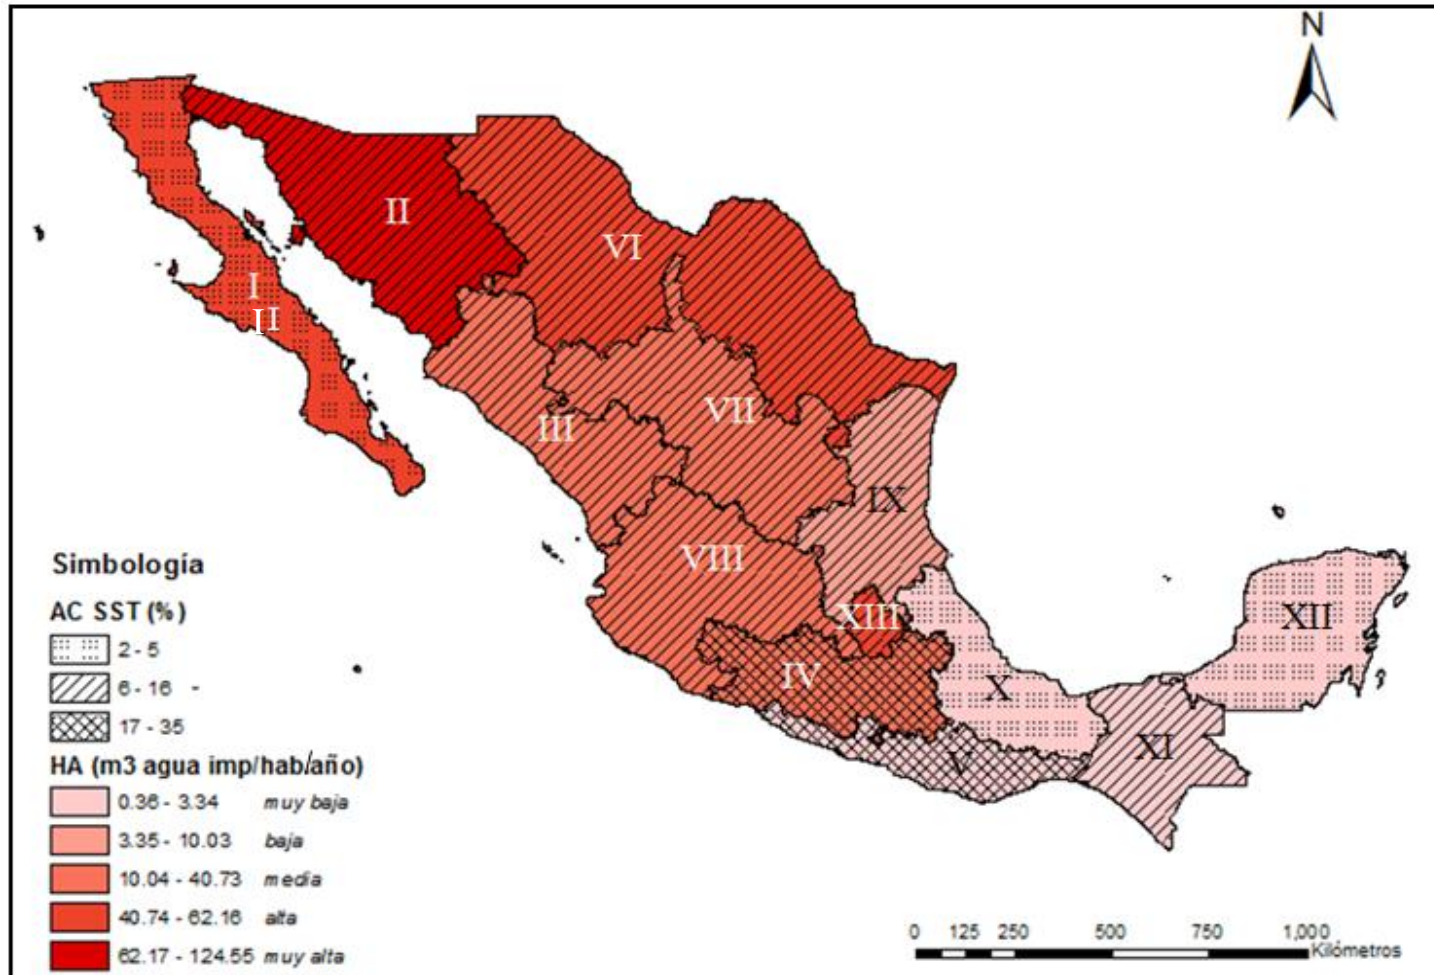 N
II
VI
I
II
VII
III
IX
VIII
XIII
XII
IV
X
XI
V
Simbología
AC SST (%)
2 - 5
6 - 16 -
17 - 35
HA (m3 agua imp/hab/año)
0.36 - 3.34 muy baja
3.35 - 10.03 baja
10.04 - 40.73 media
40.74 - 62.16 alta
62.17 - 124.55 muy alta
0 125 250 500 750 1,000
Kilómetros